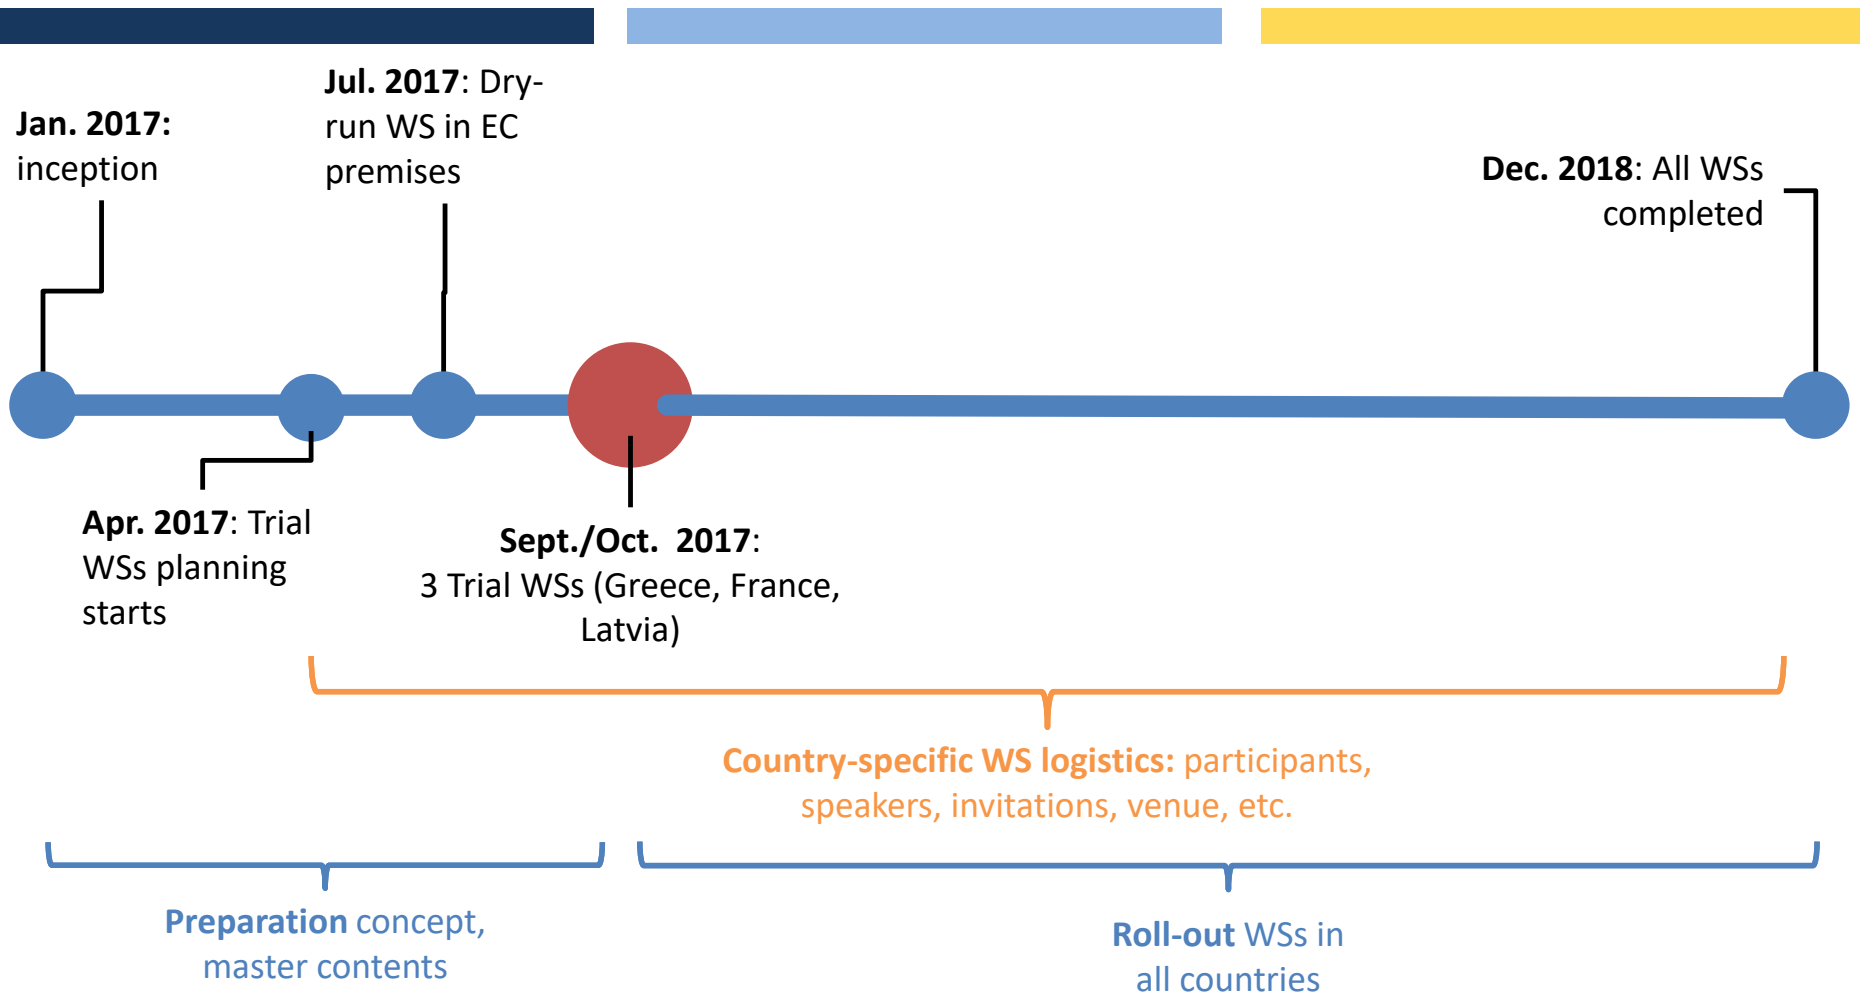 Jan. 2017:
inception
Jul. 2017: Dry-
run WS in EC
premises
Dec. 2018: All WSs
completed
Apr. 2017: Trial
WSs planning
starts
Sept./Oct.  2017:
3 Trial WSs (Greece, France,
Latvia)
Country-specific WS logistics: participants,
speakers, invitations, venue, etc.
Preparation concept,
master contents
Roll-out WSs in
all countries